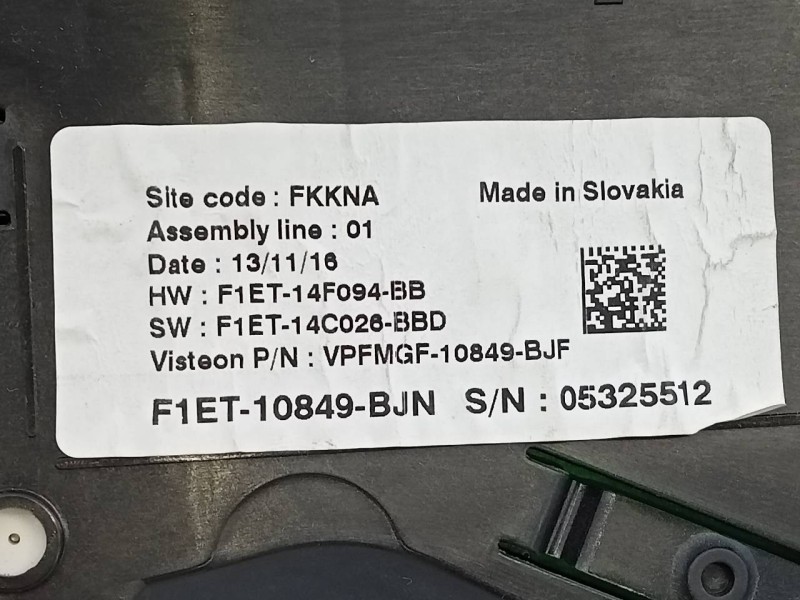 Site code : FKKNA
Made in Slovakia
Assembly line : 01
Date : 13/11/16
HW : F1ET-14F094-BB
SW : F1ET-14C026-BBD
Visteon P/N : VPFMGF-10849-BJF
F1ET-10849-BJN S/N : 05325512